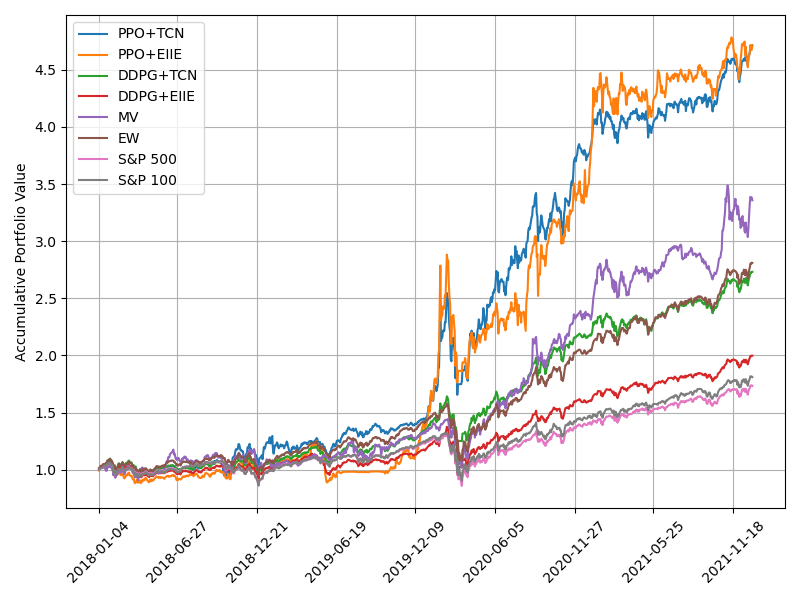 PPO+TCN
PPO+EIIE
DDPG+TCN
DDPG+EIIE
MV
EW
S&P 500
S&P 100
Accumulative Portfolio Value
4.5
4.0
3.5
3.0
2.5
2.0
1.5
1.0
2018-01-04
2018-06-27
2018-12-21
2019-06-19
2019-12-09
2020-06-05
2020-11-27
2021-05-25
2021-11-18